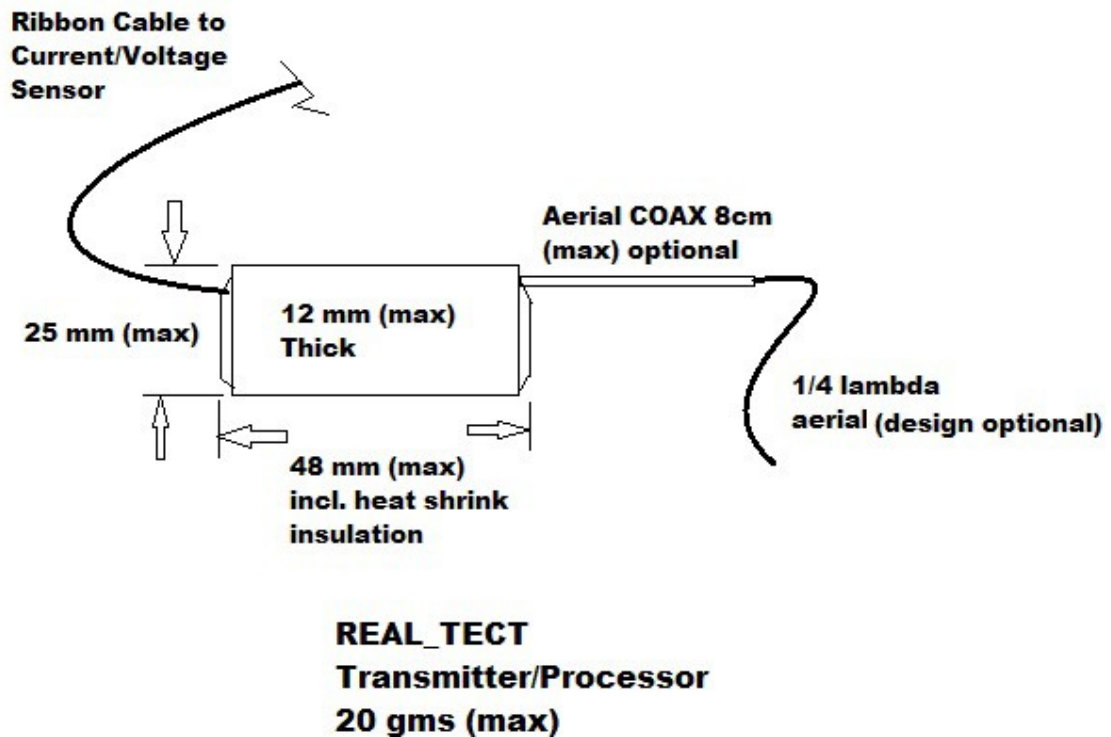 Ribbon Cable to
Current/Voltage
Sensor
Aerial COAX 8cm
(max) optional
25 mm (max)
12 mm (max)
Thick
1/4 lambda
aerial (design optional)
48 mm (max)
incl. heat shrink
insulation
REAL_TECT
Transmitter/Processor
20 gms (max)